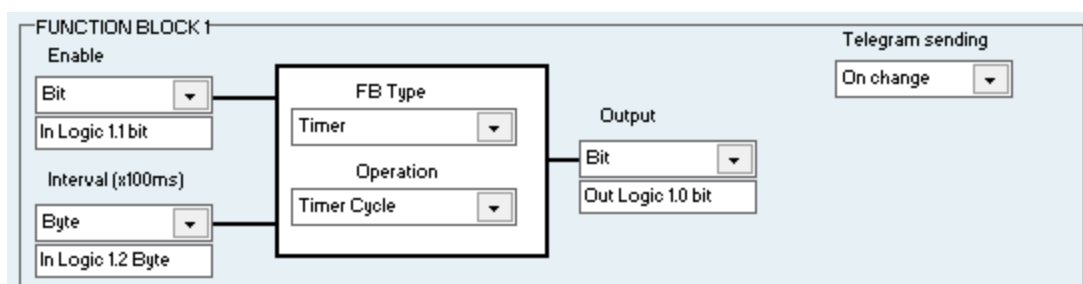 FUNCTION BLOCK 1
Enable
Bit
In Logic 1.1 bit
Interval (x100ms)
Byte
In Logic 1.2 Byte
FB Type
Timer
Operation
Timer Cycle
Output
Bit
Out Logic 1.0 bit
Telegram sending
On change